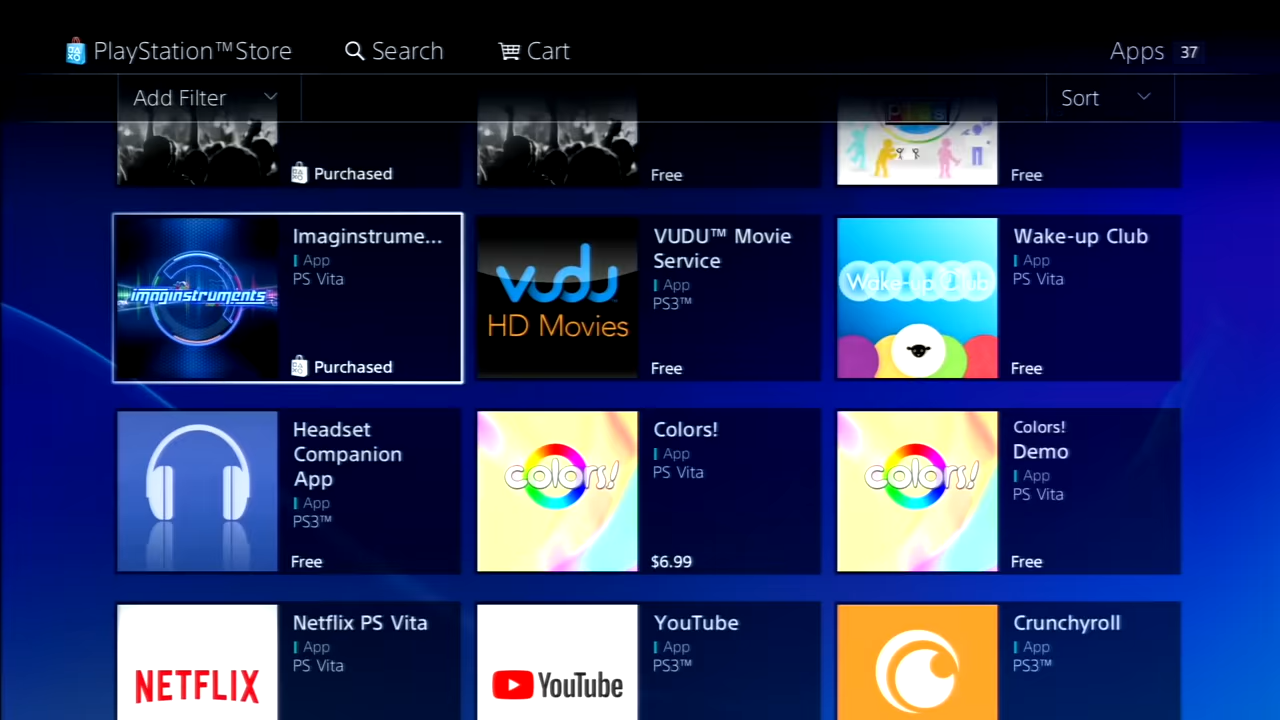 PlayStation™Store
Search
Cart
Apps 37
Add Filter
Sort
Purchased
Free
Free
imaginstruments
Imaginstrume...
App
PS Vita
Purchased
vudu
HD Movies
VUDU™ Movie
Service
App
PS3™
Free
Wake-up Club
Wake-up Club
App
PS Vita
Free
Headset
Companion
App
App
PS3™
Free
colors!
Colors!
App
PS Vita
$6.99
colors!
Colors!
Demo
App
PS Vita
Free
NETFLIX
Netflix PS Vita
App
PS Vita
YouTube
YouTube
App
PS3™
Crunchyroll
App
PS3™